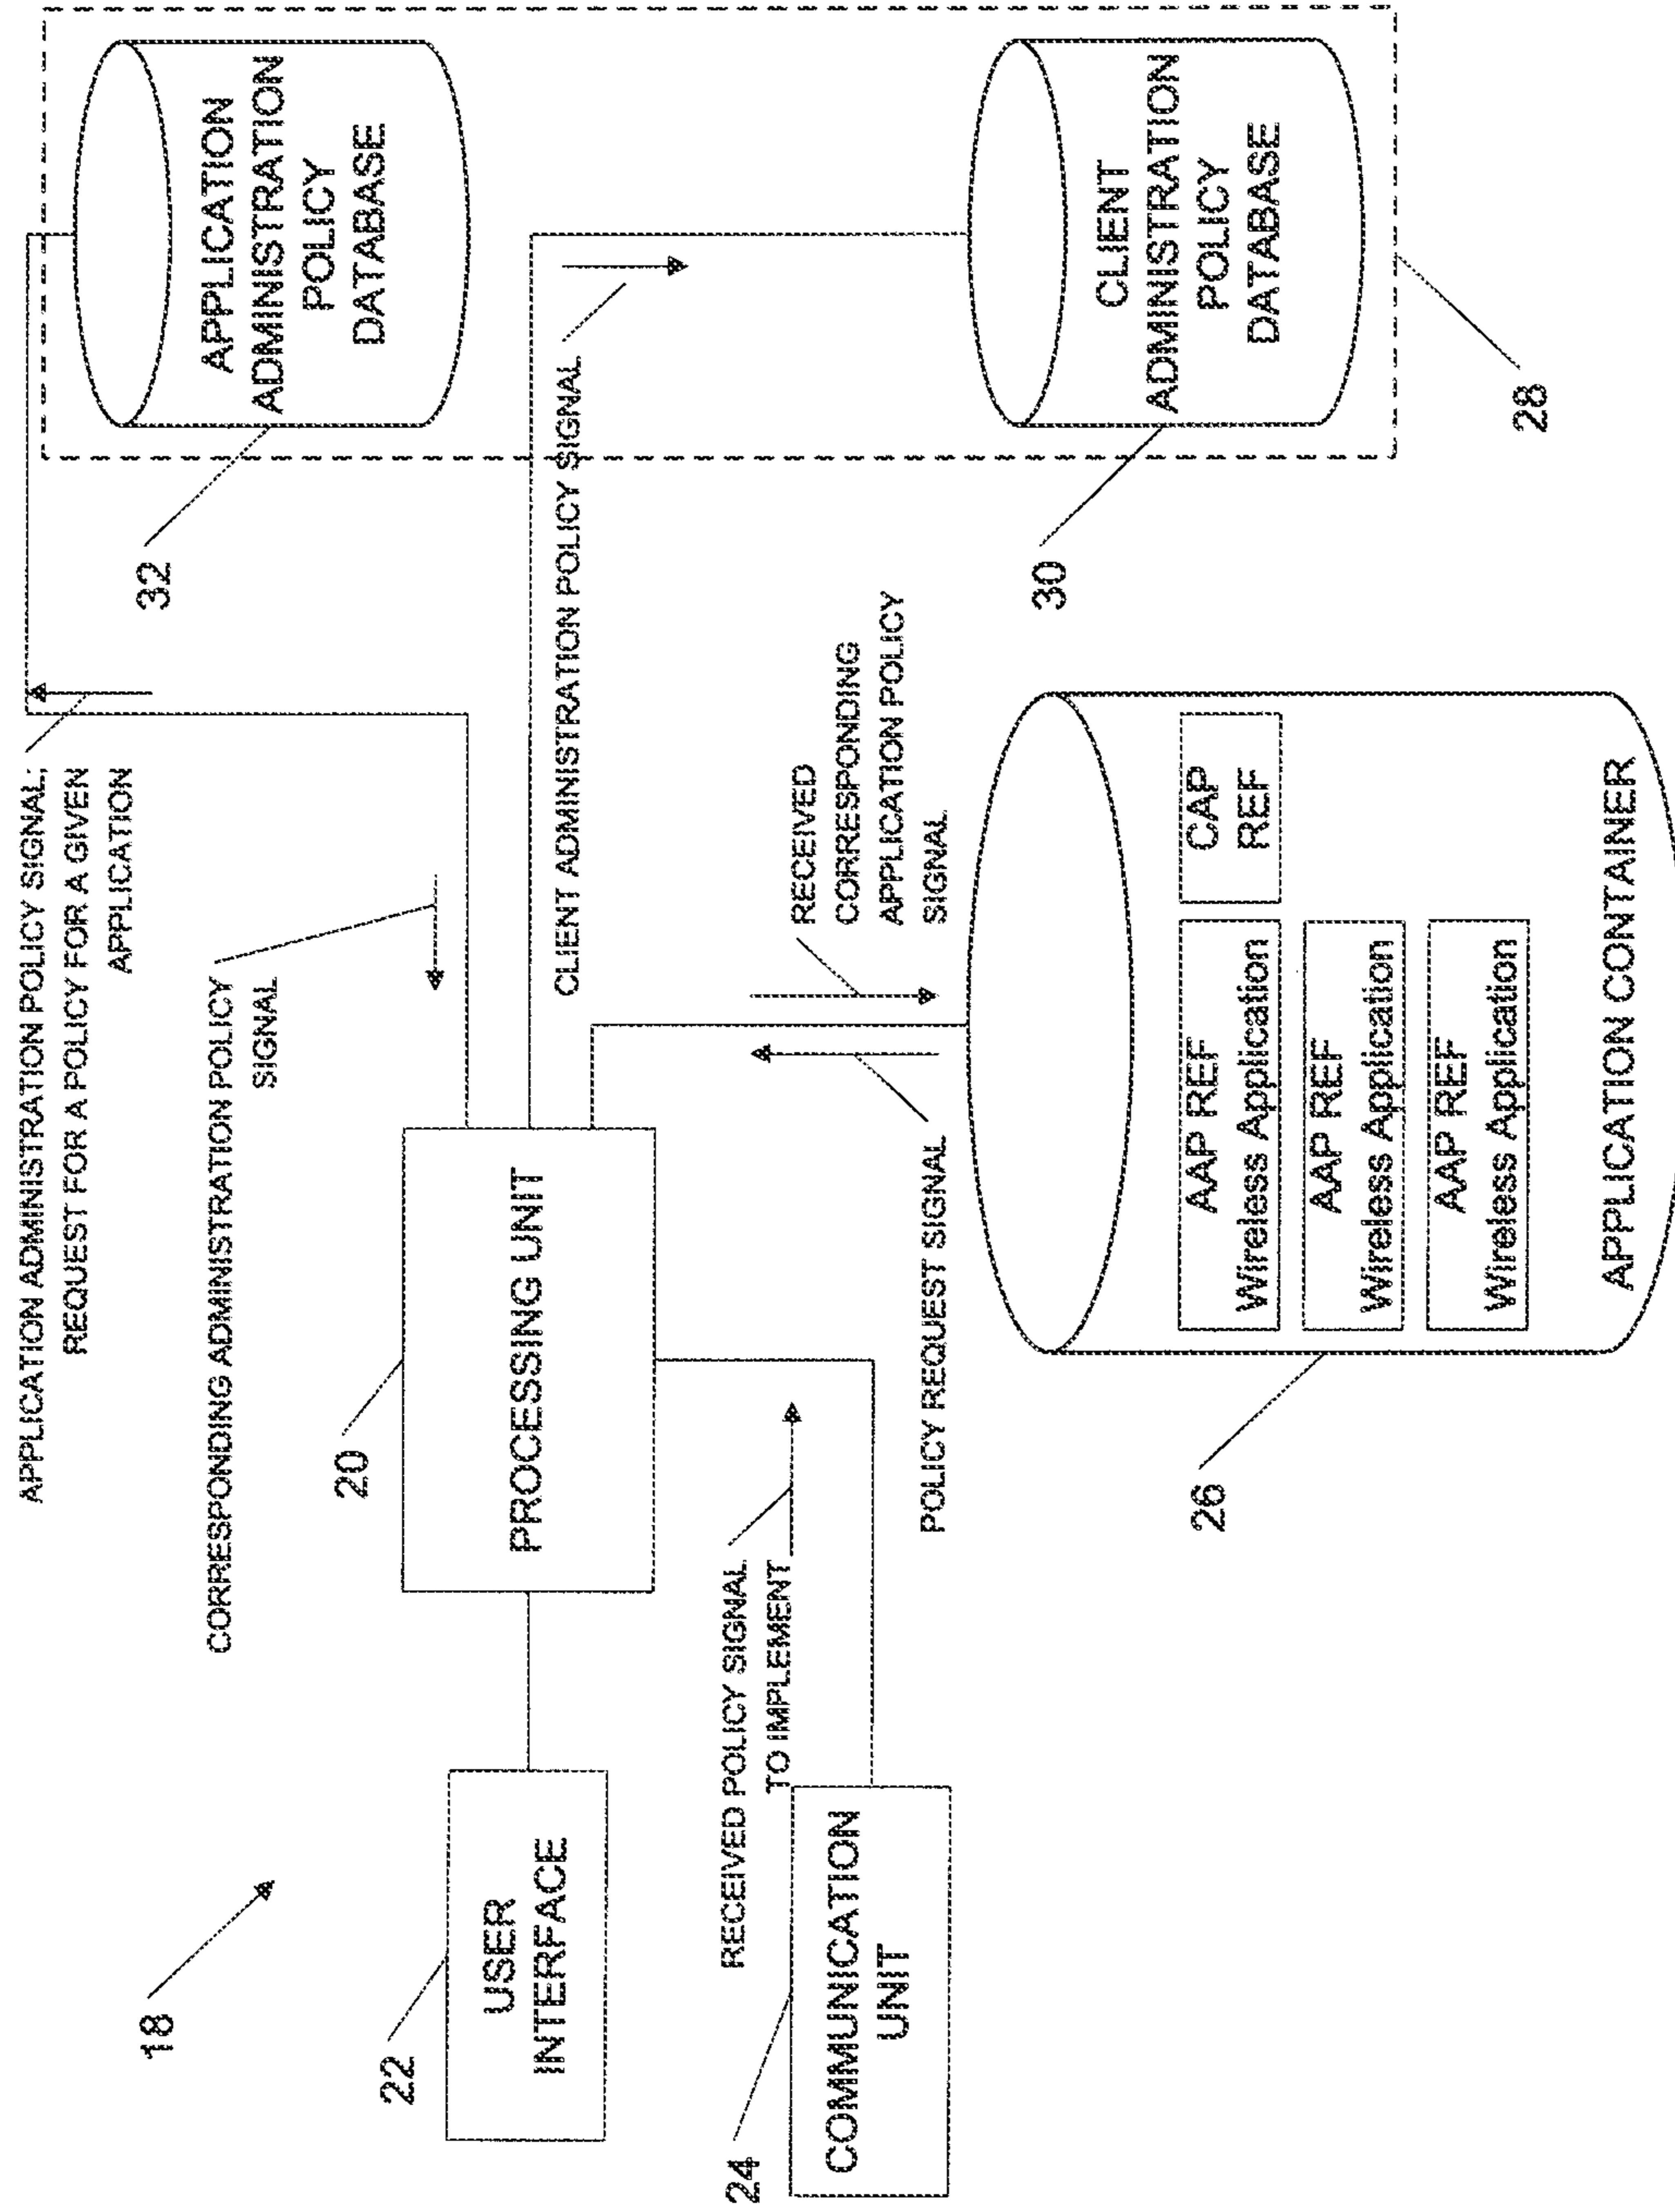 18
22
USER
INTERFACE
24
COMMUNICATION
UNIT
RECEIVED POLICY SIGNAL
TO IMPLEMENT
20
PROCESSING UNIT
APPLICATION ADMINISTRATION POLICY SIGNAL;
REQUEST FOR A POLICY FOR A GIVEN
APPLICATION
CORRESPONDING ADMINISTRATION POLICY
SIGNAL
CLIENT ADMINISTRATION POLICY SIGNAL
POLICY REQUEST SIGNAL
RECEIVED
CORRESPONDING
APPLICATION POLICY
SIGNAL
26
AAP REF
Wireless Application
AAP REF
Wireless Application
AAP REF
Wireless Application
CAP
REF
APPLICATION CONTAINER
32
APPLICATION
ADMINISTRATION
POLICY
DATABASE
30
CLIENT
ADMINISTRATION
POLICY
DATABASE
28